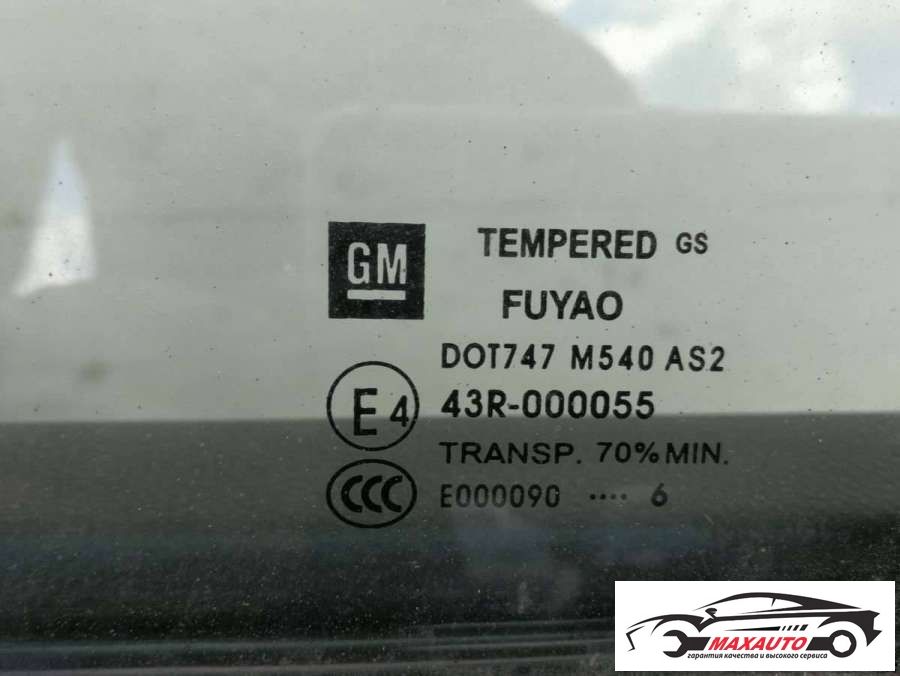 GM
TEMPERED GS
FUYAO
DOT747 M540 AS2
E4
43R-000055
TRANSP. 70% MIN.
CCC
E000090 .... 6
MAXAUTO
гарантия качества и высокого сервиса